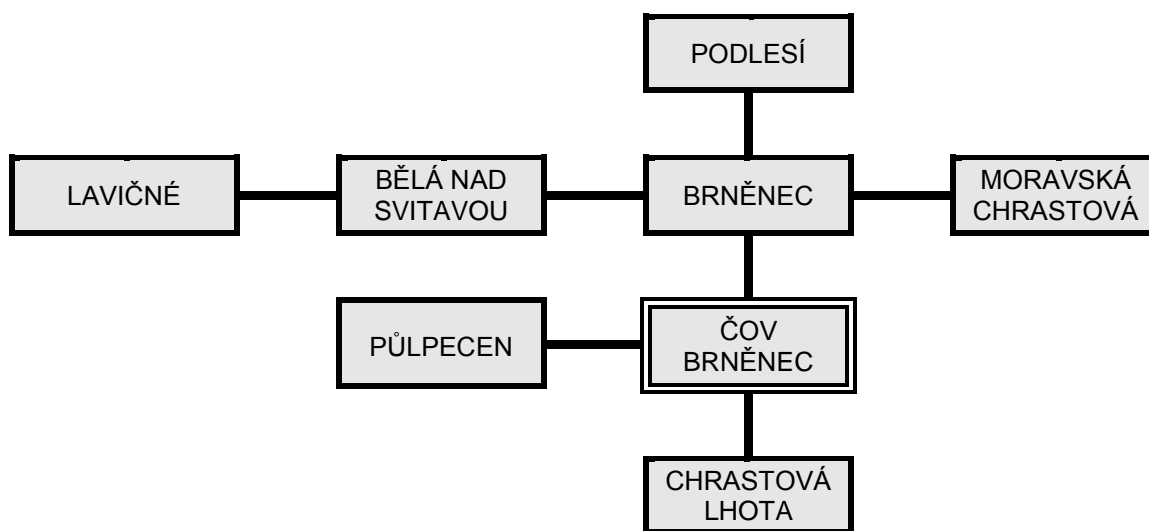 PODLESÍ
LAVIČNÉ
BĚLÁ NAD
SVITAVOU
BRNĚNEC
MORAVSKÁ
CHRASTOVÁ
PŮLPECEN
ČOV
BRNĚNEC
CHRASTOVÁ
LHOTA